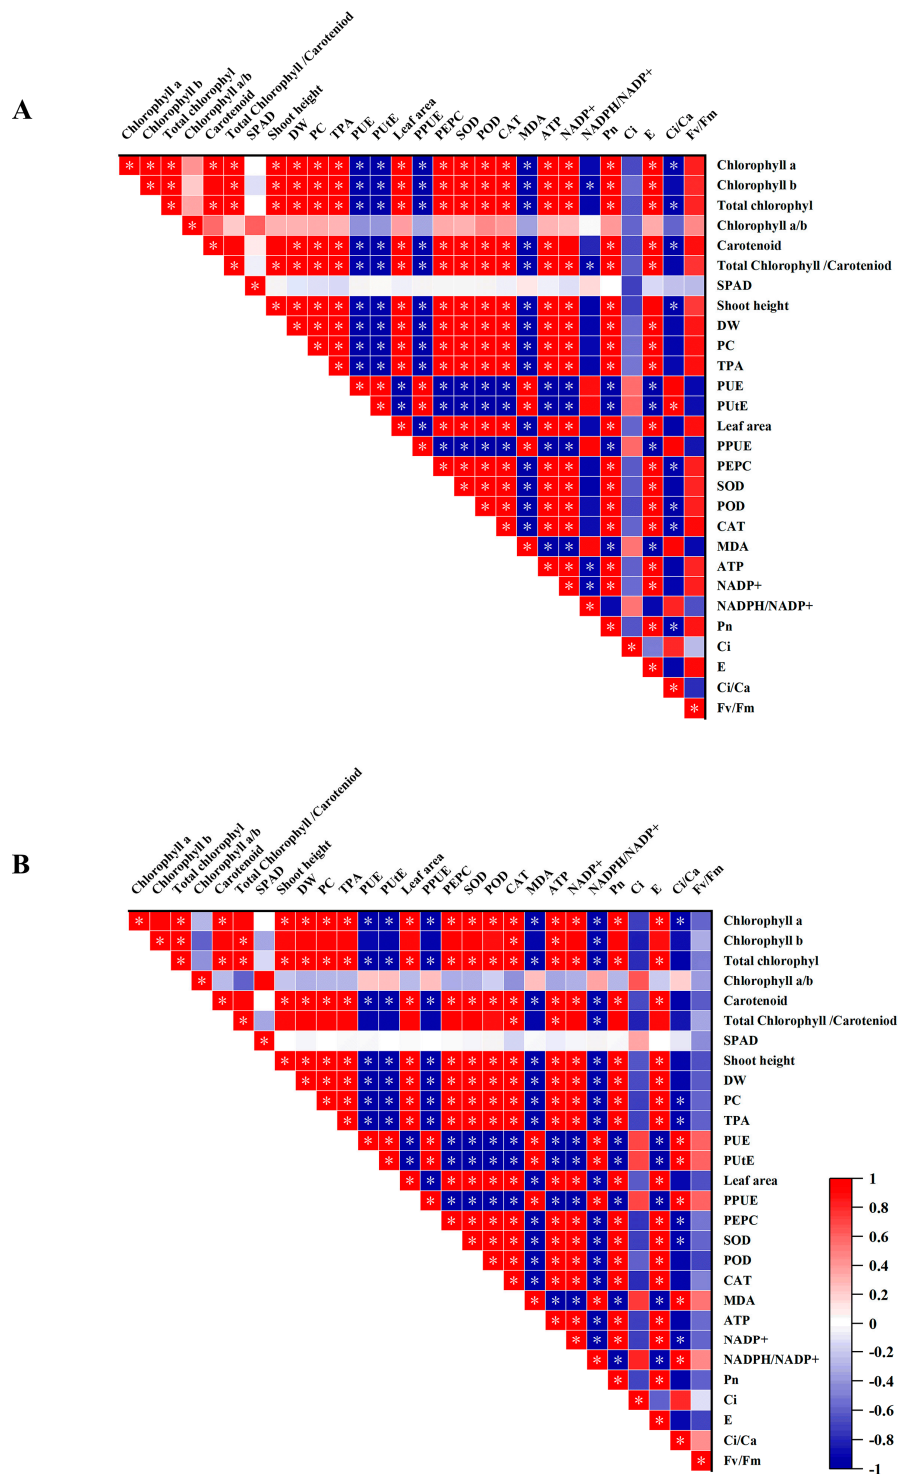 A
Chlorophyll a
Chlorophyll b
Total chlorophyl
Chlorophyll a/b
Carotenoid
Total Chlorophyll /Caroteniod
SPAD
Shoot height
DW
PC
TPA
PUE
PUtE
Leaf area
PPUE
PEPC
SOD
POD
CAT
MDA
ATP
NADP+
NADPH/NADP+
Pn
Ci
E
Ci/Ca
Fv/Fm
Chlorophyll a
Chlorophyll b
Total chlorophyl
Chlorophyll a/b
Carotenoid
Total Chlorophyll /Caroteniod
SPAD
Shoot height
DW
PC
TPA
PUE
PUtE
Leaf area
PPUE
PEPC
SOD
POD
CAT
MDA
ATP
NADP+
NADPH/NADP+
Pn
Ci
E
Ci/Ca
Fv/Fm
B
Chlorophyll a
Chlorophyll b
Total chlorophyl
Chlorophyll a/b
Carotenoid
Total Chlorophyll /Caroteniod
SPAD
Shoot height
DW
PC
TPA
PUE
PUtE
Leaf area
PPUE
PEPC
SOD
POD
CAT
MDA
ATP
NADP+
NADPH/NADP+
Pn
Ci
E
Ci/Ca
Fv/Fm
Chlorophyll a
Chlorophyll b
Total chlorophyl
Chlorophyll a/b
Carotenoid
Total Chlorophyll /Caroteniod
SPAD
Shoot height
DW
PC
TPA
PUE
PUtE
Leaf area
PPUE
PEPC
SOD
POD
CAT
MDA
ATP
NADP+
NADPH/NADP+
Pn
Ci
E
Ci/Ca
Fv/Fm
1
0.8
0.6
0.4
0.2
0
-0.2
-0.4
-0.6
-0.8
-1